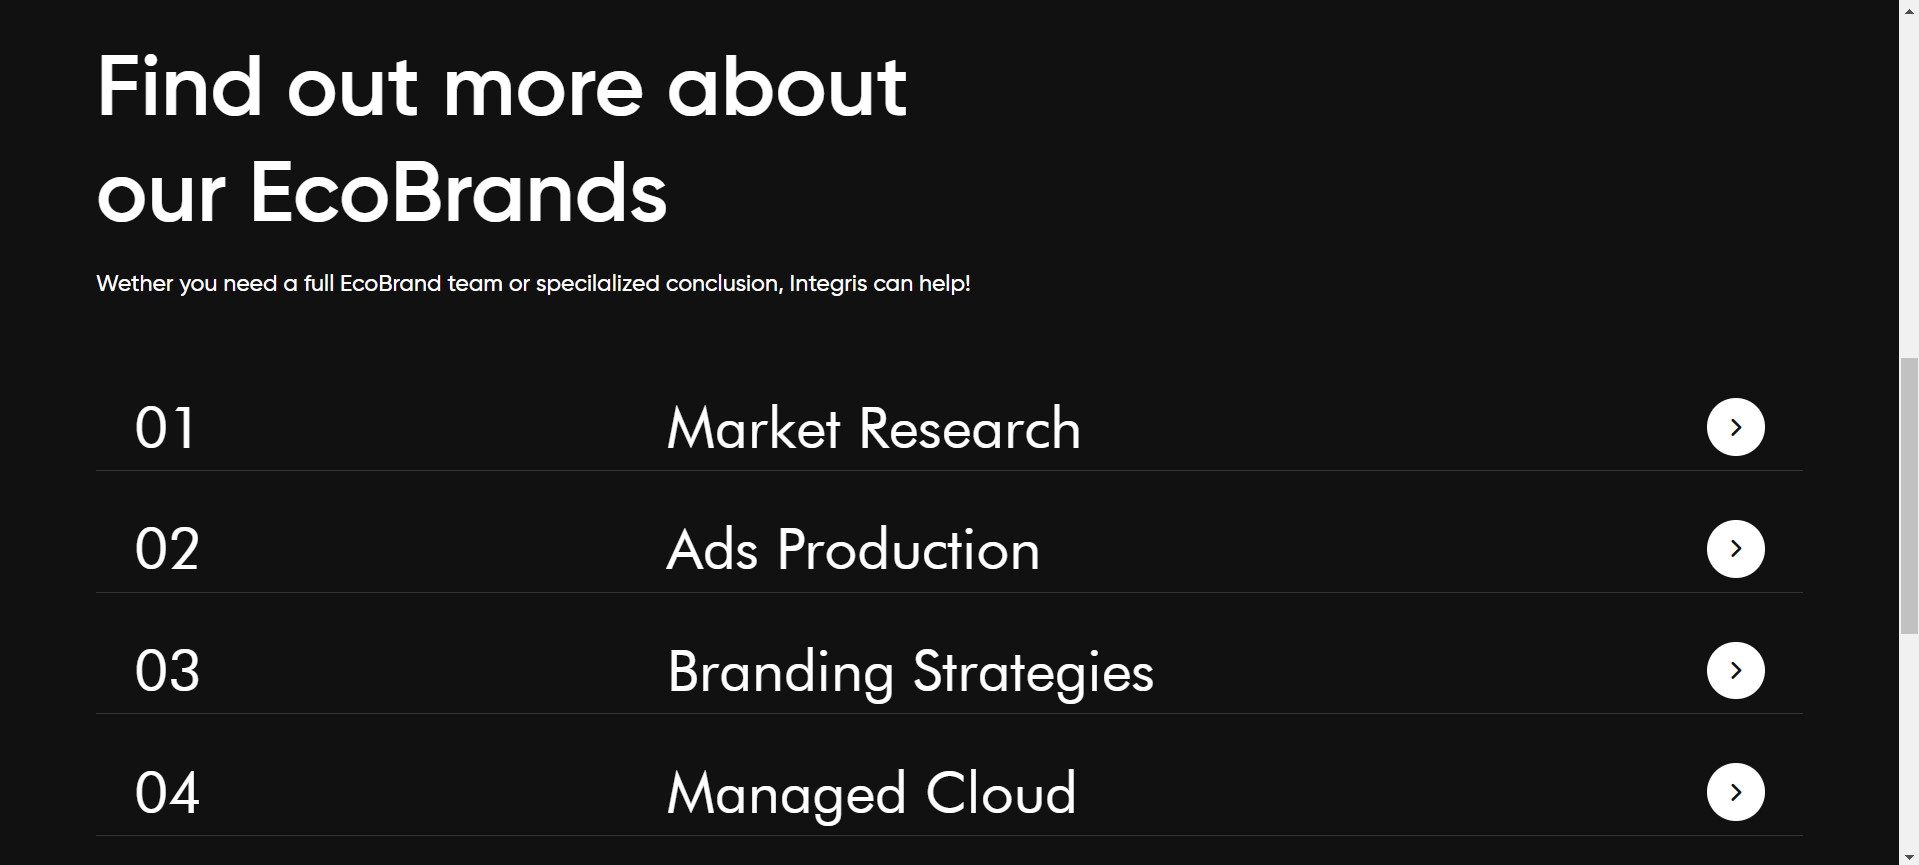 Find out more about
our EcoBrands
Wether you need a full EcoBrand team or specilalized conclusion, Integris can help!
01 Market Research
02 Ads Production
03 Branding Strategies
04 Managed Cloud